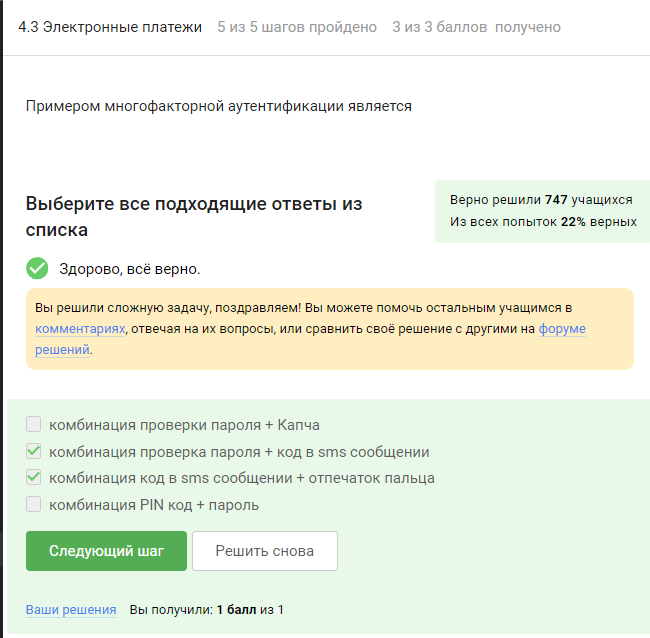 4.3 Электронные платежи 5 из 5 шагов пройдено 3 из 3 баллов получено
Примером многофакторной аутентификации является
Выберите все подходящие ответы из
списка
Верно решили 747 учащихся
Из всех попыток 22% верных
Здорово, всё верно.
Вы решили сложную задачу, поздравляем! Вы можете помочь остальным учащимся в
комментариях, отвечая на их вопросы, или сравнить своё решение с другими на форуме
решений.
комбинация проверки пароля + Капча
комбинация проверка пароля + код в sms сообщении
комбинация код в sms сообщении + отпечаток пальца
комбинация PIN код + пароль
Следующий шаг Решить снова
Ваши решения Вы получили: 1 балл из 1